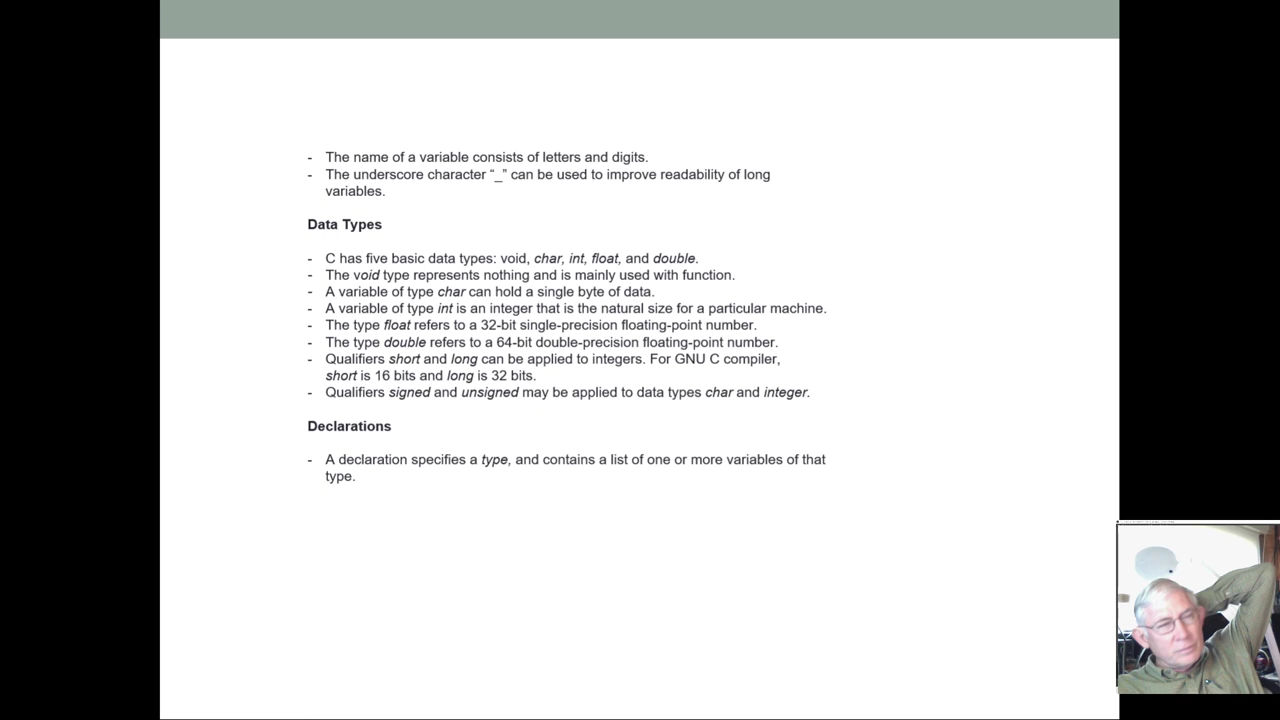 - The name of a variable consists of letters and digits.
- The underscore character “_” can be used to improve readability of long
variables.
Data Types
- C has five basic data types: void, char, int, float, and double.
- The void type represents nothing and is mainly used with function.
- A variable of type char can hold a single byte of data.
- A variable of type int is an integer that is the natural size for a particular machine.
- The type float refers to a 32-bit single-precision floating-point number.
- The type double refers to a 64-bit double-precision floating-point number.
- Qualifiers short and long can be applied to integers. For GNU C compiler,
short is 16 bits and long is 32 bits.
- Qualifiers signed and unsigned may be applied to data types char and integer.
Declarations
- A declaration specifies a type, and contains a list of one or more variables of that
type.